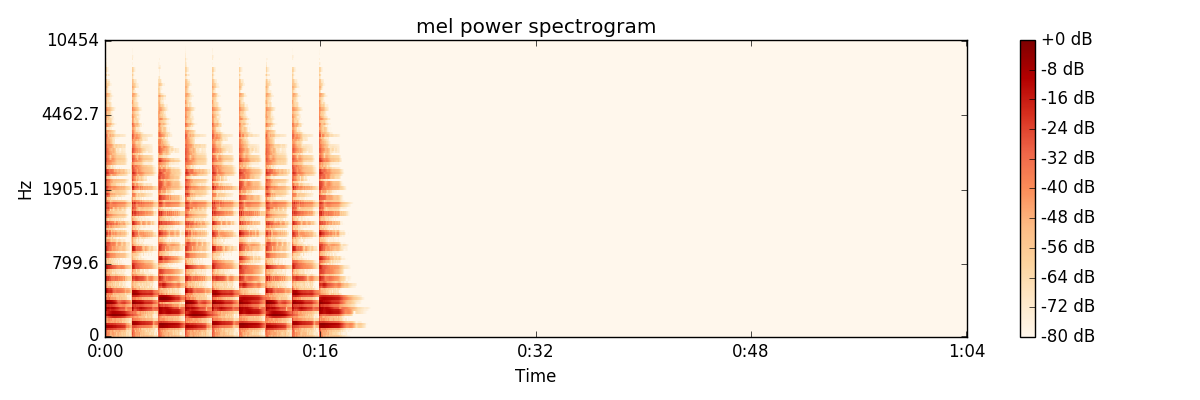 mel power spectrogram
10454
4462.7
1905.1
799.6
0
Hz
0:00
0:16
0:32
0:48
1:04
Time
+0 dB
-8 dB
-16 dB
-24 dB
-32 dB
-40 dB
-48 dB
-56 dB
-64 dB
-72 dB
-80 dB